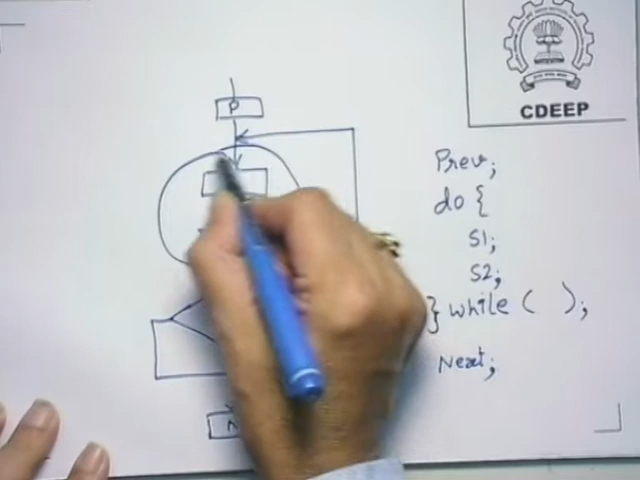 CDEEP
P
Prev;
do {
S1;
S2;
} while ( );
Next;
N